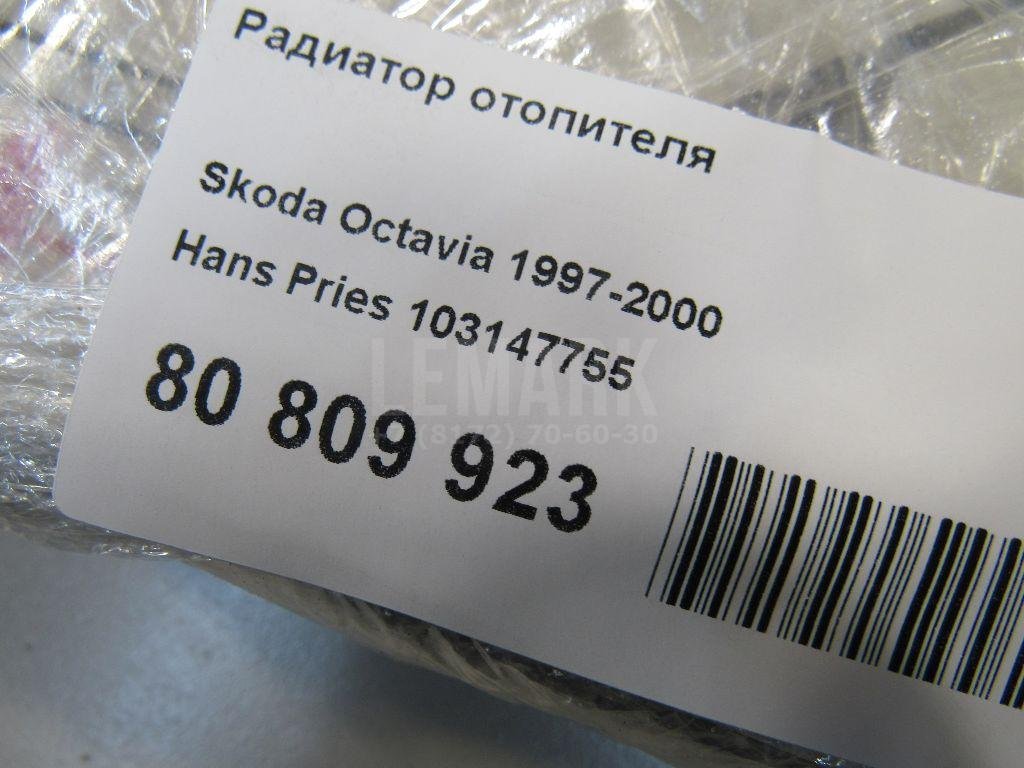 Радиатор отопителя
Skoda Octavia 1997-2000
Hans Pries 103147755
80 809 923
LEMARK
(8172) 70-60-30